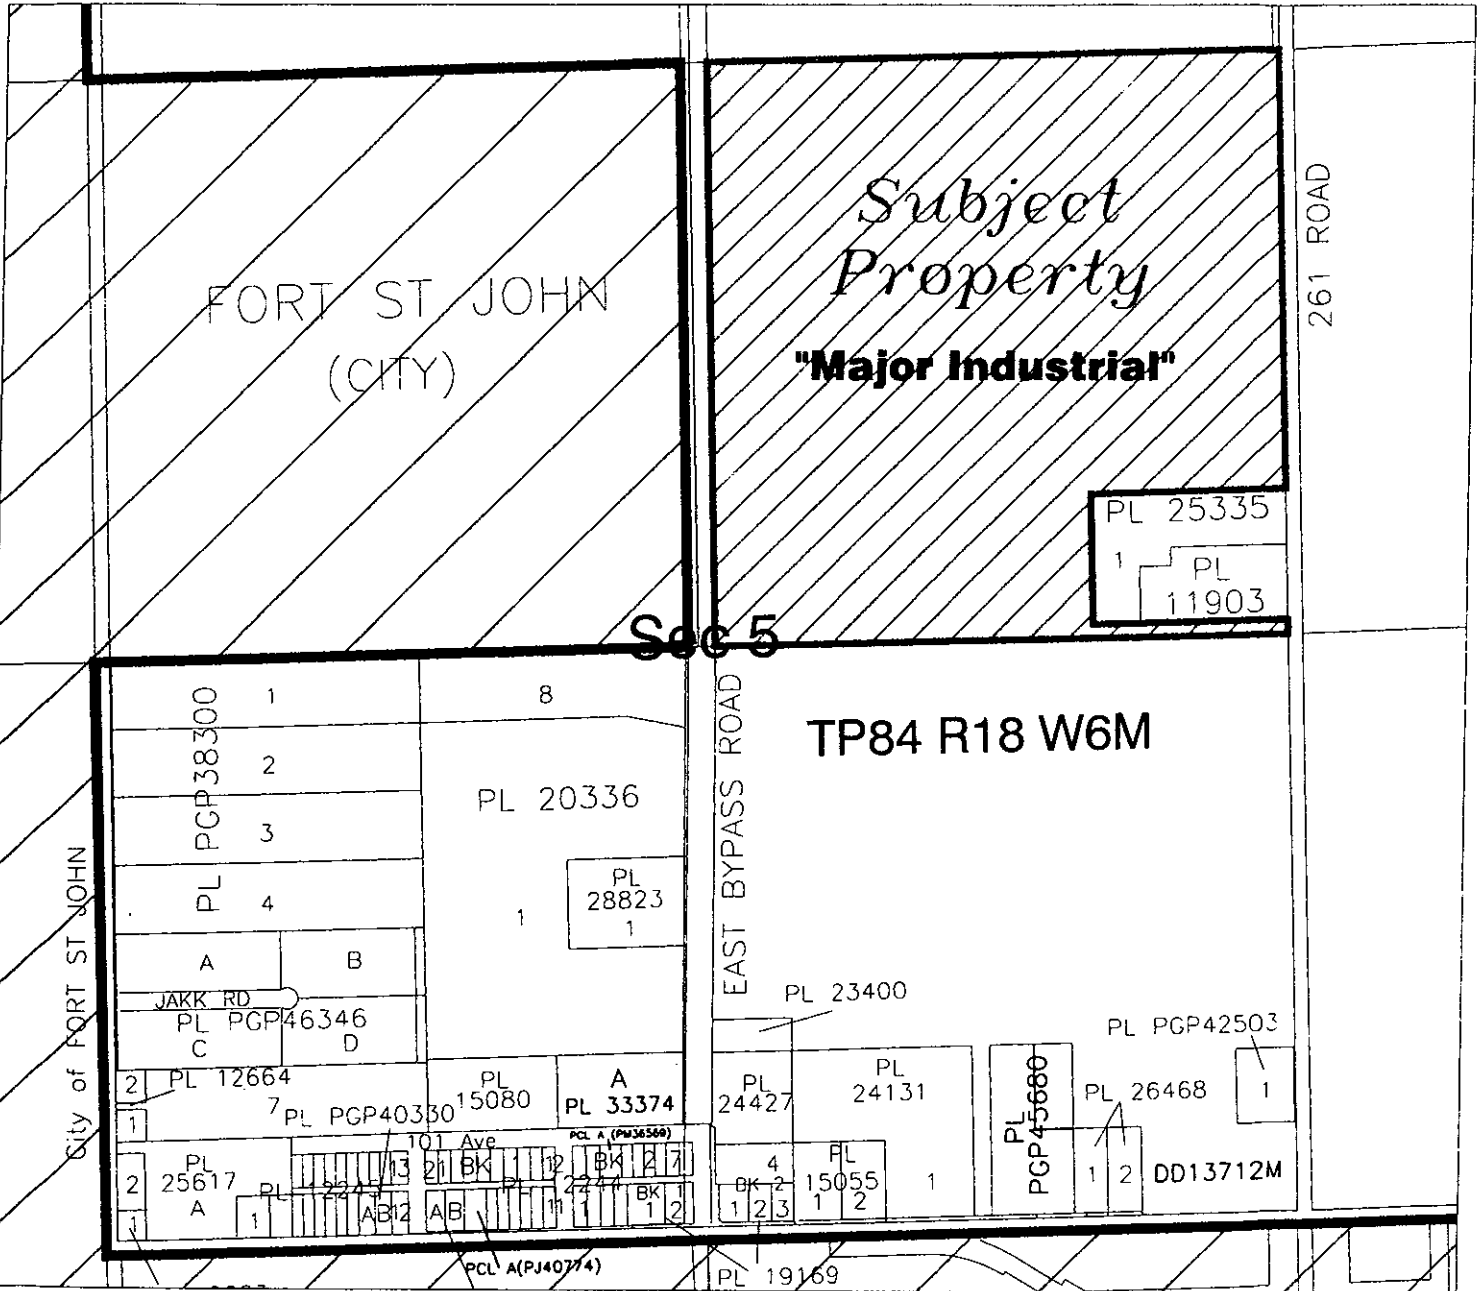 Subject
Property
"Major Industrial"
FORT ST JOHN
(CITY)
261 ROAD
PL 25335
1
PL
11903
Sec 5
TP84 R18 W6M
EAST BYPASS ROAD
City of FORT ST JOHN
PL PGP38300
1
2
3
4
8
PL 20336
1
PL
28823
1
A
B
JAKK RD
PL PGP46346
C
D
2
PL 12664
1
7
PL PGP40330
PL
15080
A
PL 33374
101 Ave
PCL A (PM36569)
2
PL
25617
A
1
1
PL
13
AB12
21
BK
1
12
BK
2
7
AB
11
1
BK
1
1
2
PCL A(PJ40774)
PL 19169
PL 23400
PL
24427
PL
24131
4
BK 2
1
2
3
PL
15055
1
2
1
PL
PGP45680
PL 26468
1
2
PL PGP42503
1
DD13712M